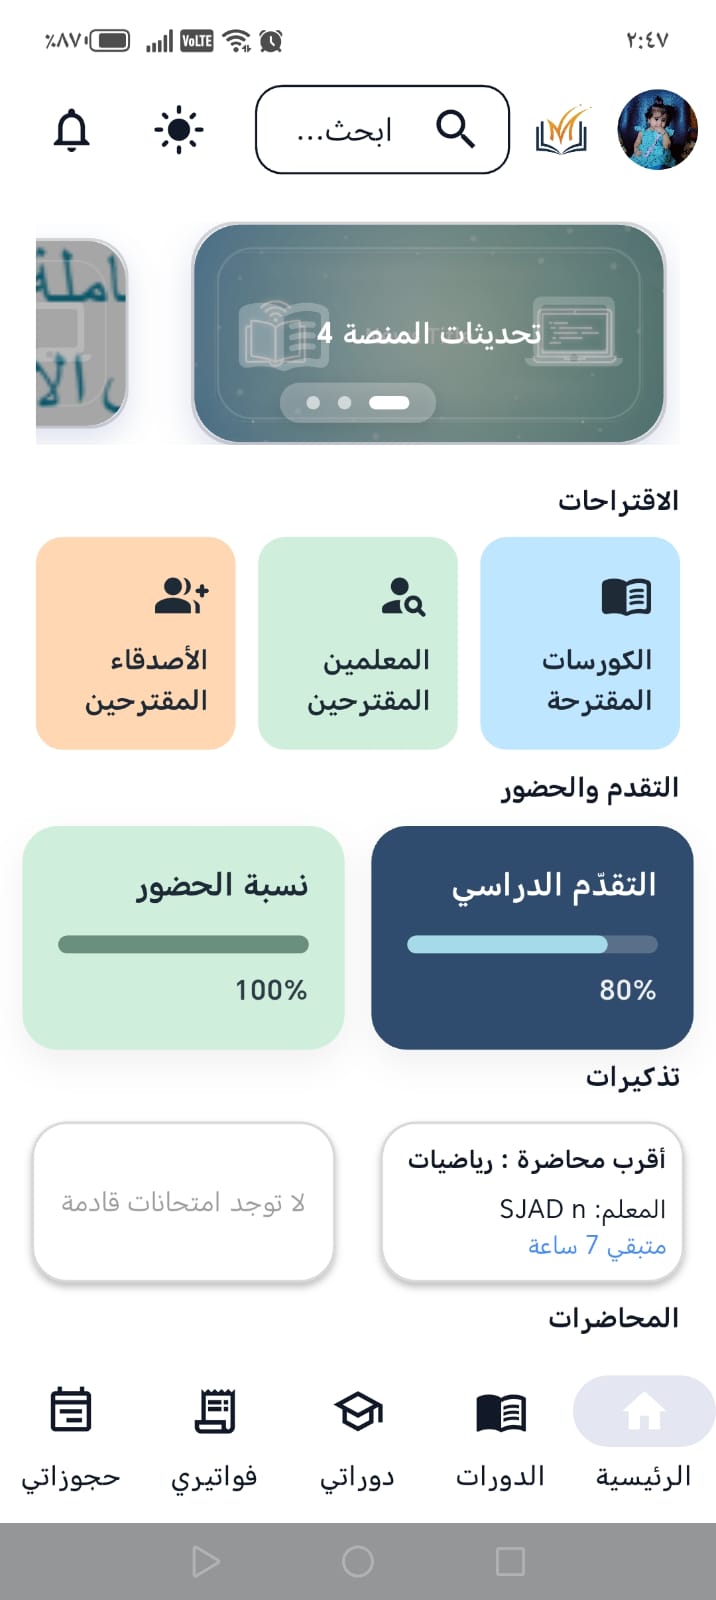 ٢:٤٧
٪٨٧
VoLTE
ابحث...
تحديثات المنصة 4
املة
الاقتراحات
الكورسات
المقترحة
المعلمين
المقترحين
الأصدقاء
المقترحين
التقدم والحضور
التقدّم الدراسي
80%
نسبة الحضور
100%
تذكيرات
أقرب محاضرة : رياضيات
المعلم: SJAD n
متبقي 7 ساعة
لا توجد امتحانات قادمة
المحاضرات
الرئيسية
الدورات
دوراتي
فواتيري
حجوزاتي